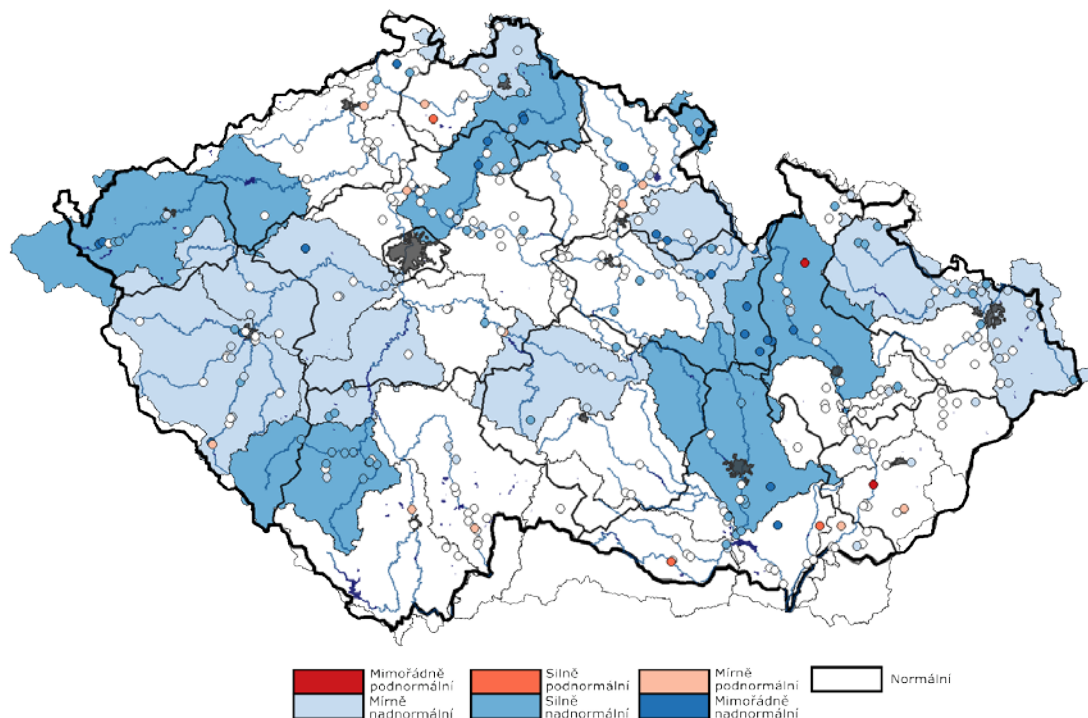 Mimořádně
podnormální
Silně
podnormální
Mírně
podnormální
Normální
Mírně
nadnormální
Silně
nadnormální
Mimořádně
nadnormální